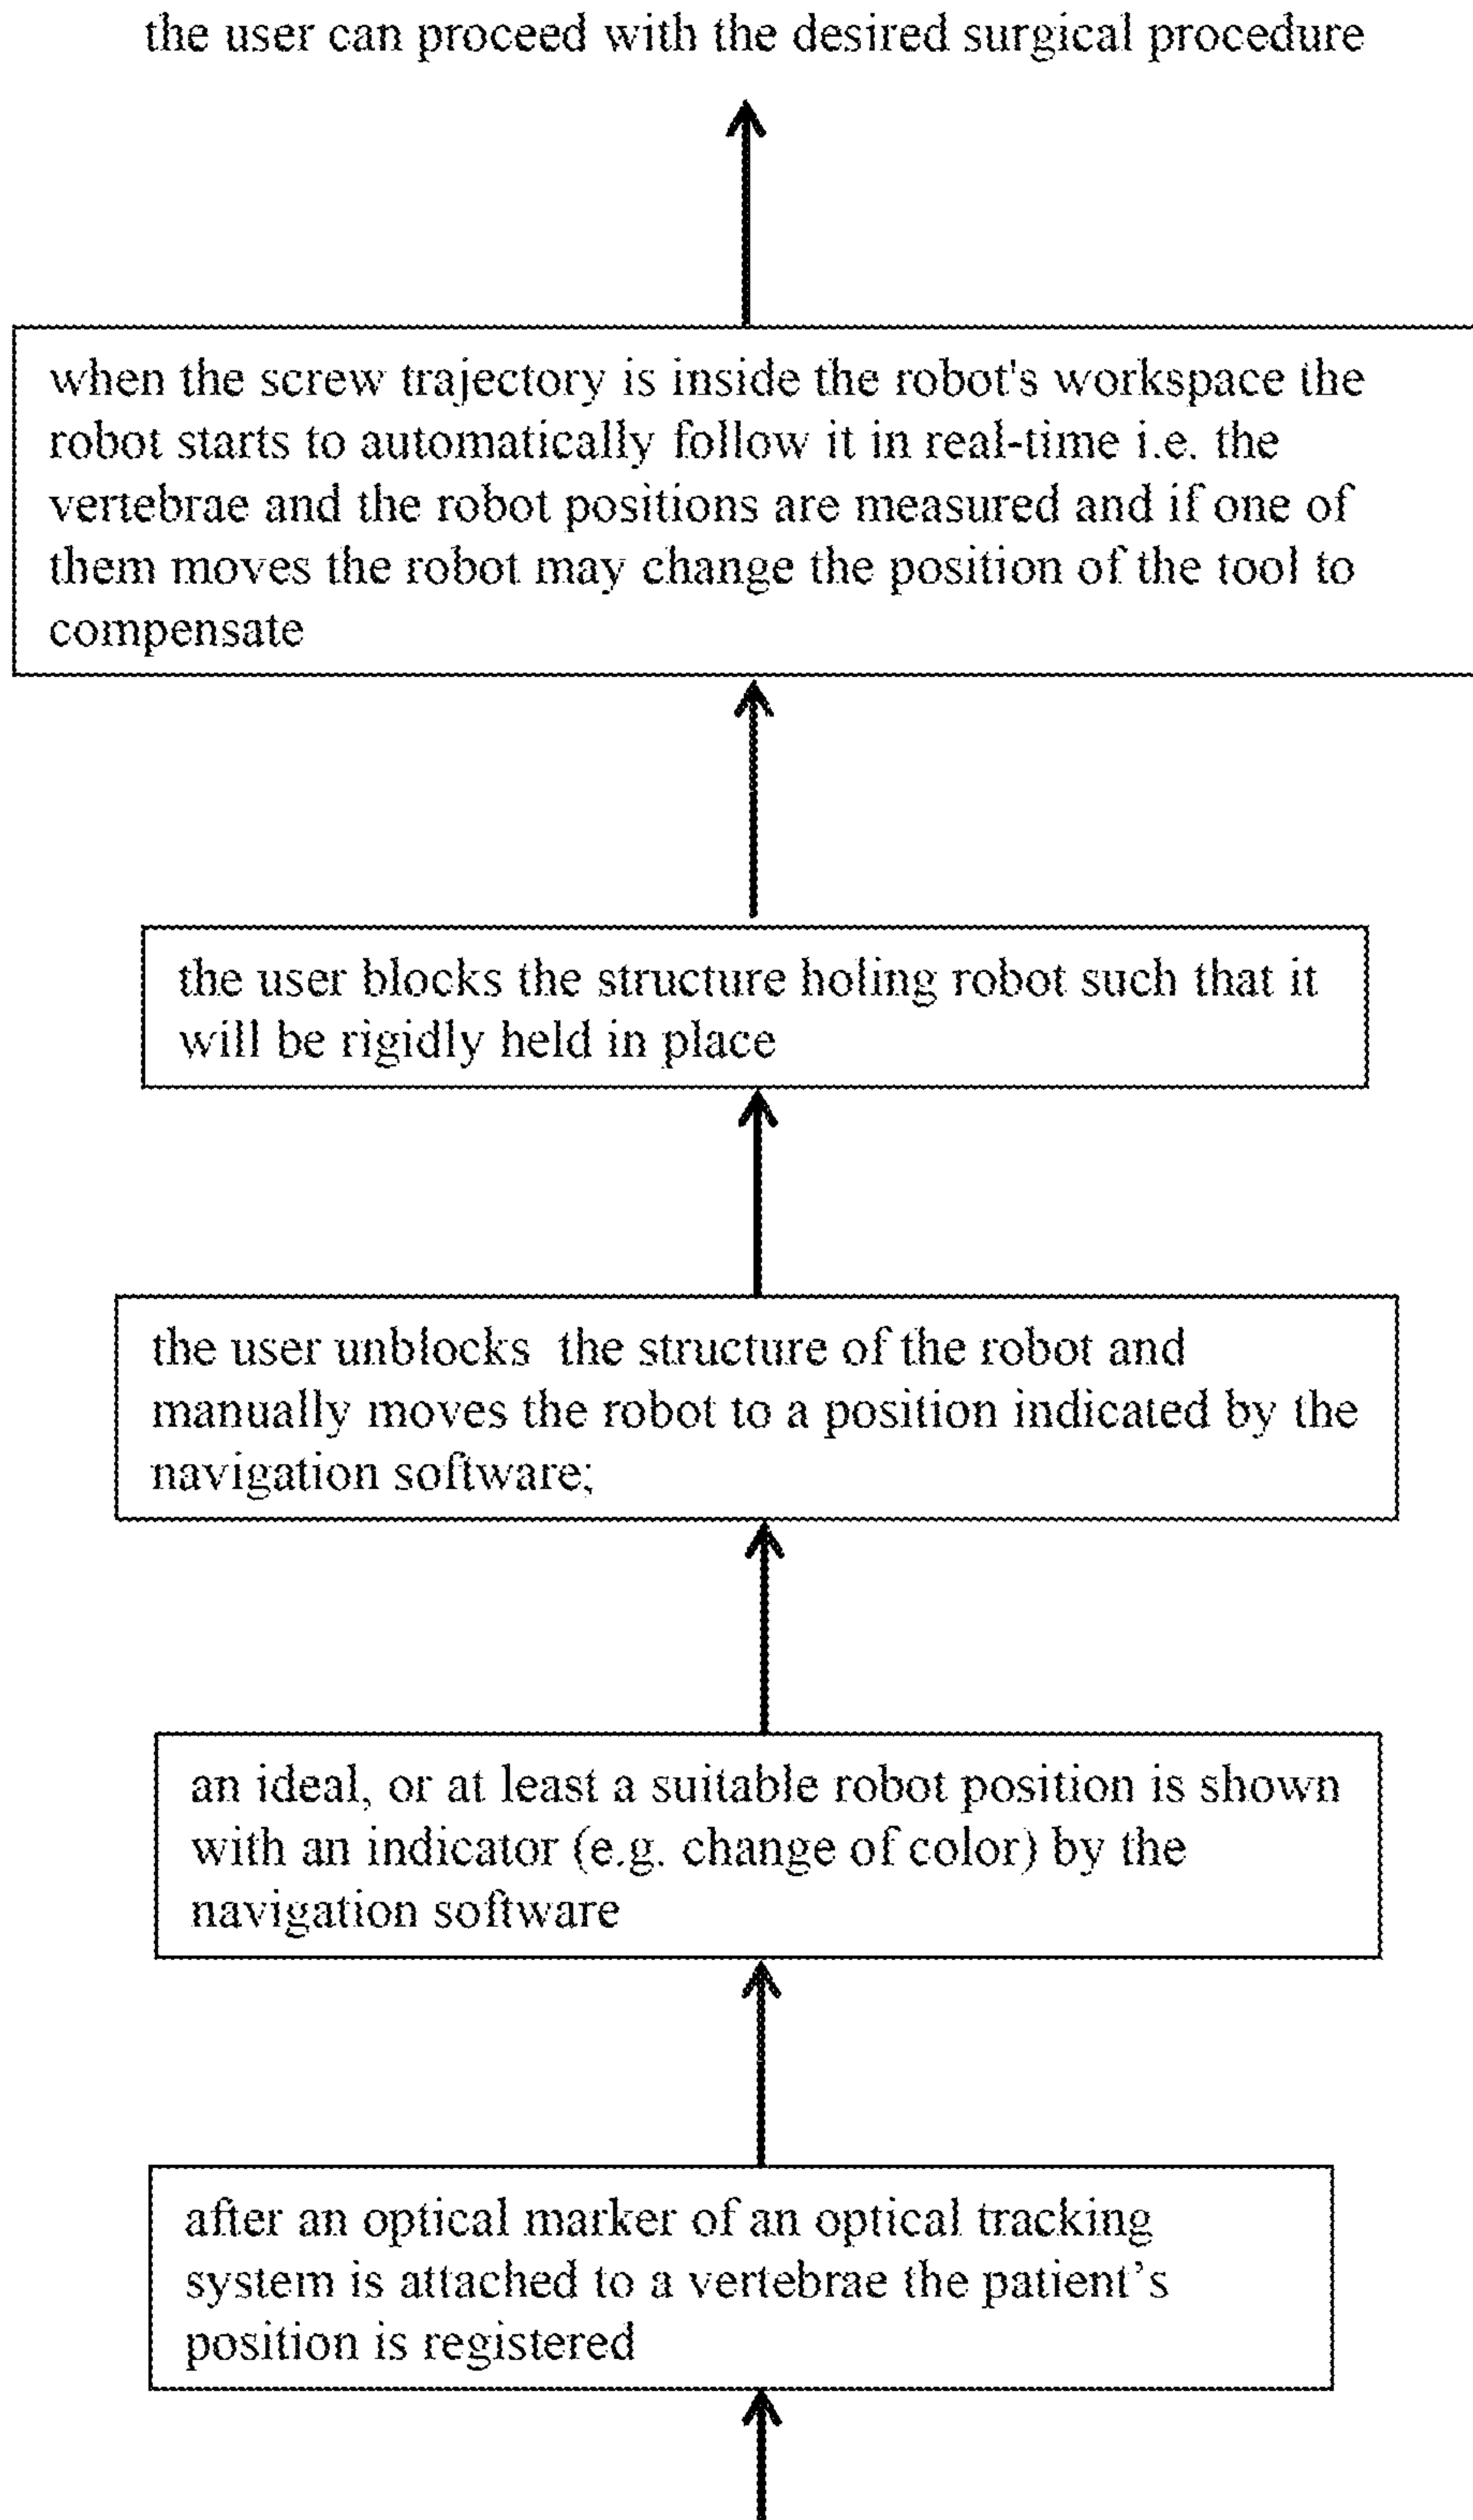 the user can proceed with the desired surgical procedure
when the screw trajectory is inside the robot's workspace the
robot starts to automatically follow it in real-time i.e. the
vertebrae and the robot positions are measured and if one of
them moves the robot may change the position of the tool to
compensate
the user blocks the structure holing robot such that it
will be rigidly held in place
the user unblocks  the structure of the robot and
manually moves the robot to a position indicated by the
navigation software;
an ideal, or at least a suitable robot position is shown
with an indicator (e.g. change of color) by the
navigation software
after an optical marker of an optical tracking
system is attached to a vertebrae the patient’s
position is registered